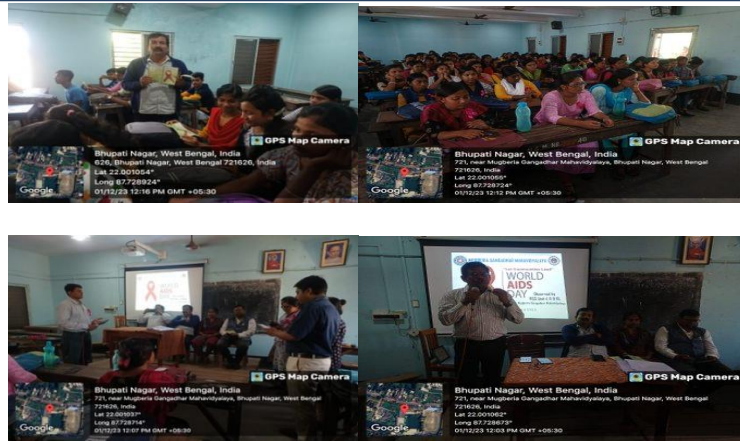 GPS Map Camera
Bhupati Nagar, West Bengal, India
626, Bhupati Nagar, West Bengal 721626, India
Lat 22.001054°
Long 87.728924°
01/12/23 12:16 PM GMT +05:30
Google
GPS Map Camera
Bhupati Nagar, West Bengal, India
721, near Mugberia Gangadhar Mahavidyalaya, Bhupati Nagar, West Bengal
721626, India
Lat 22.001055°
Long 87.728724°
01/12/23 12:12 PM GMT +05:30
Google
WORLD
AIDS
DAY
GPS Map Camera
Bhupati Nagar, West Bengal, India
721, near Mugberia Gangadhar Mahavidyalaya, Bhupati Nagar, West Bengal
721626, India
Lat 22.001037°
Long 87.728714°
01/12/23 12:07 PM GMT +05:30
Google
MUGBERIA GANGADHAR MAHAVIDYALAYA
WORLD
AIDS
DAY
GPS Map Camera
Bhupati Nagar, West Bengal, India
721, near Mugberia Gangadhar Mahavidyalaya, Bhupati Nagar, West Bengal
721626, India
Lat 22.001062°
Long 87.728673°
01/12/23 12:03 PM GMT +05:30
Google